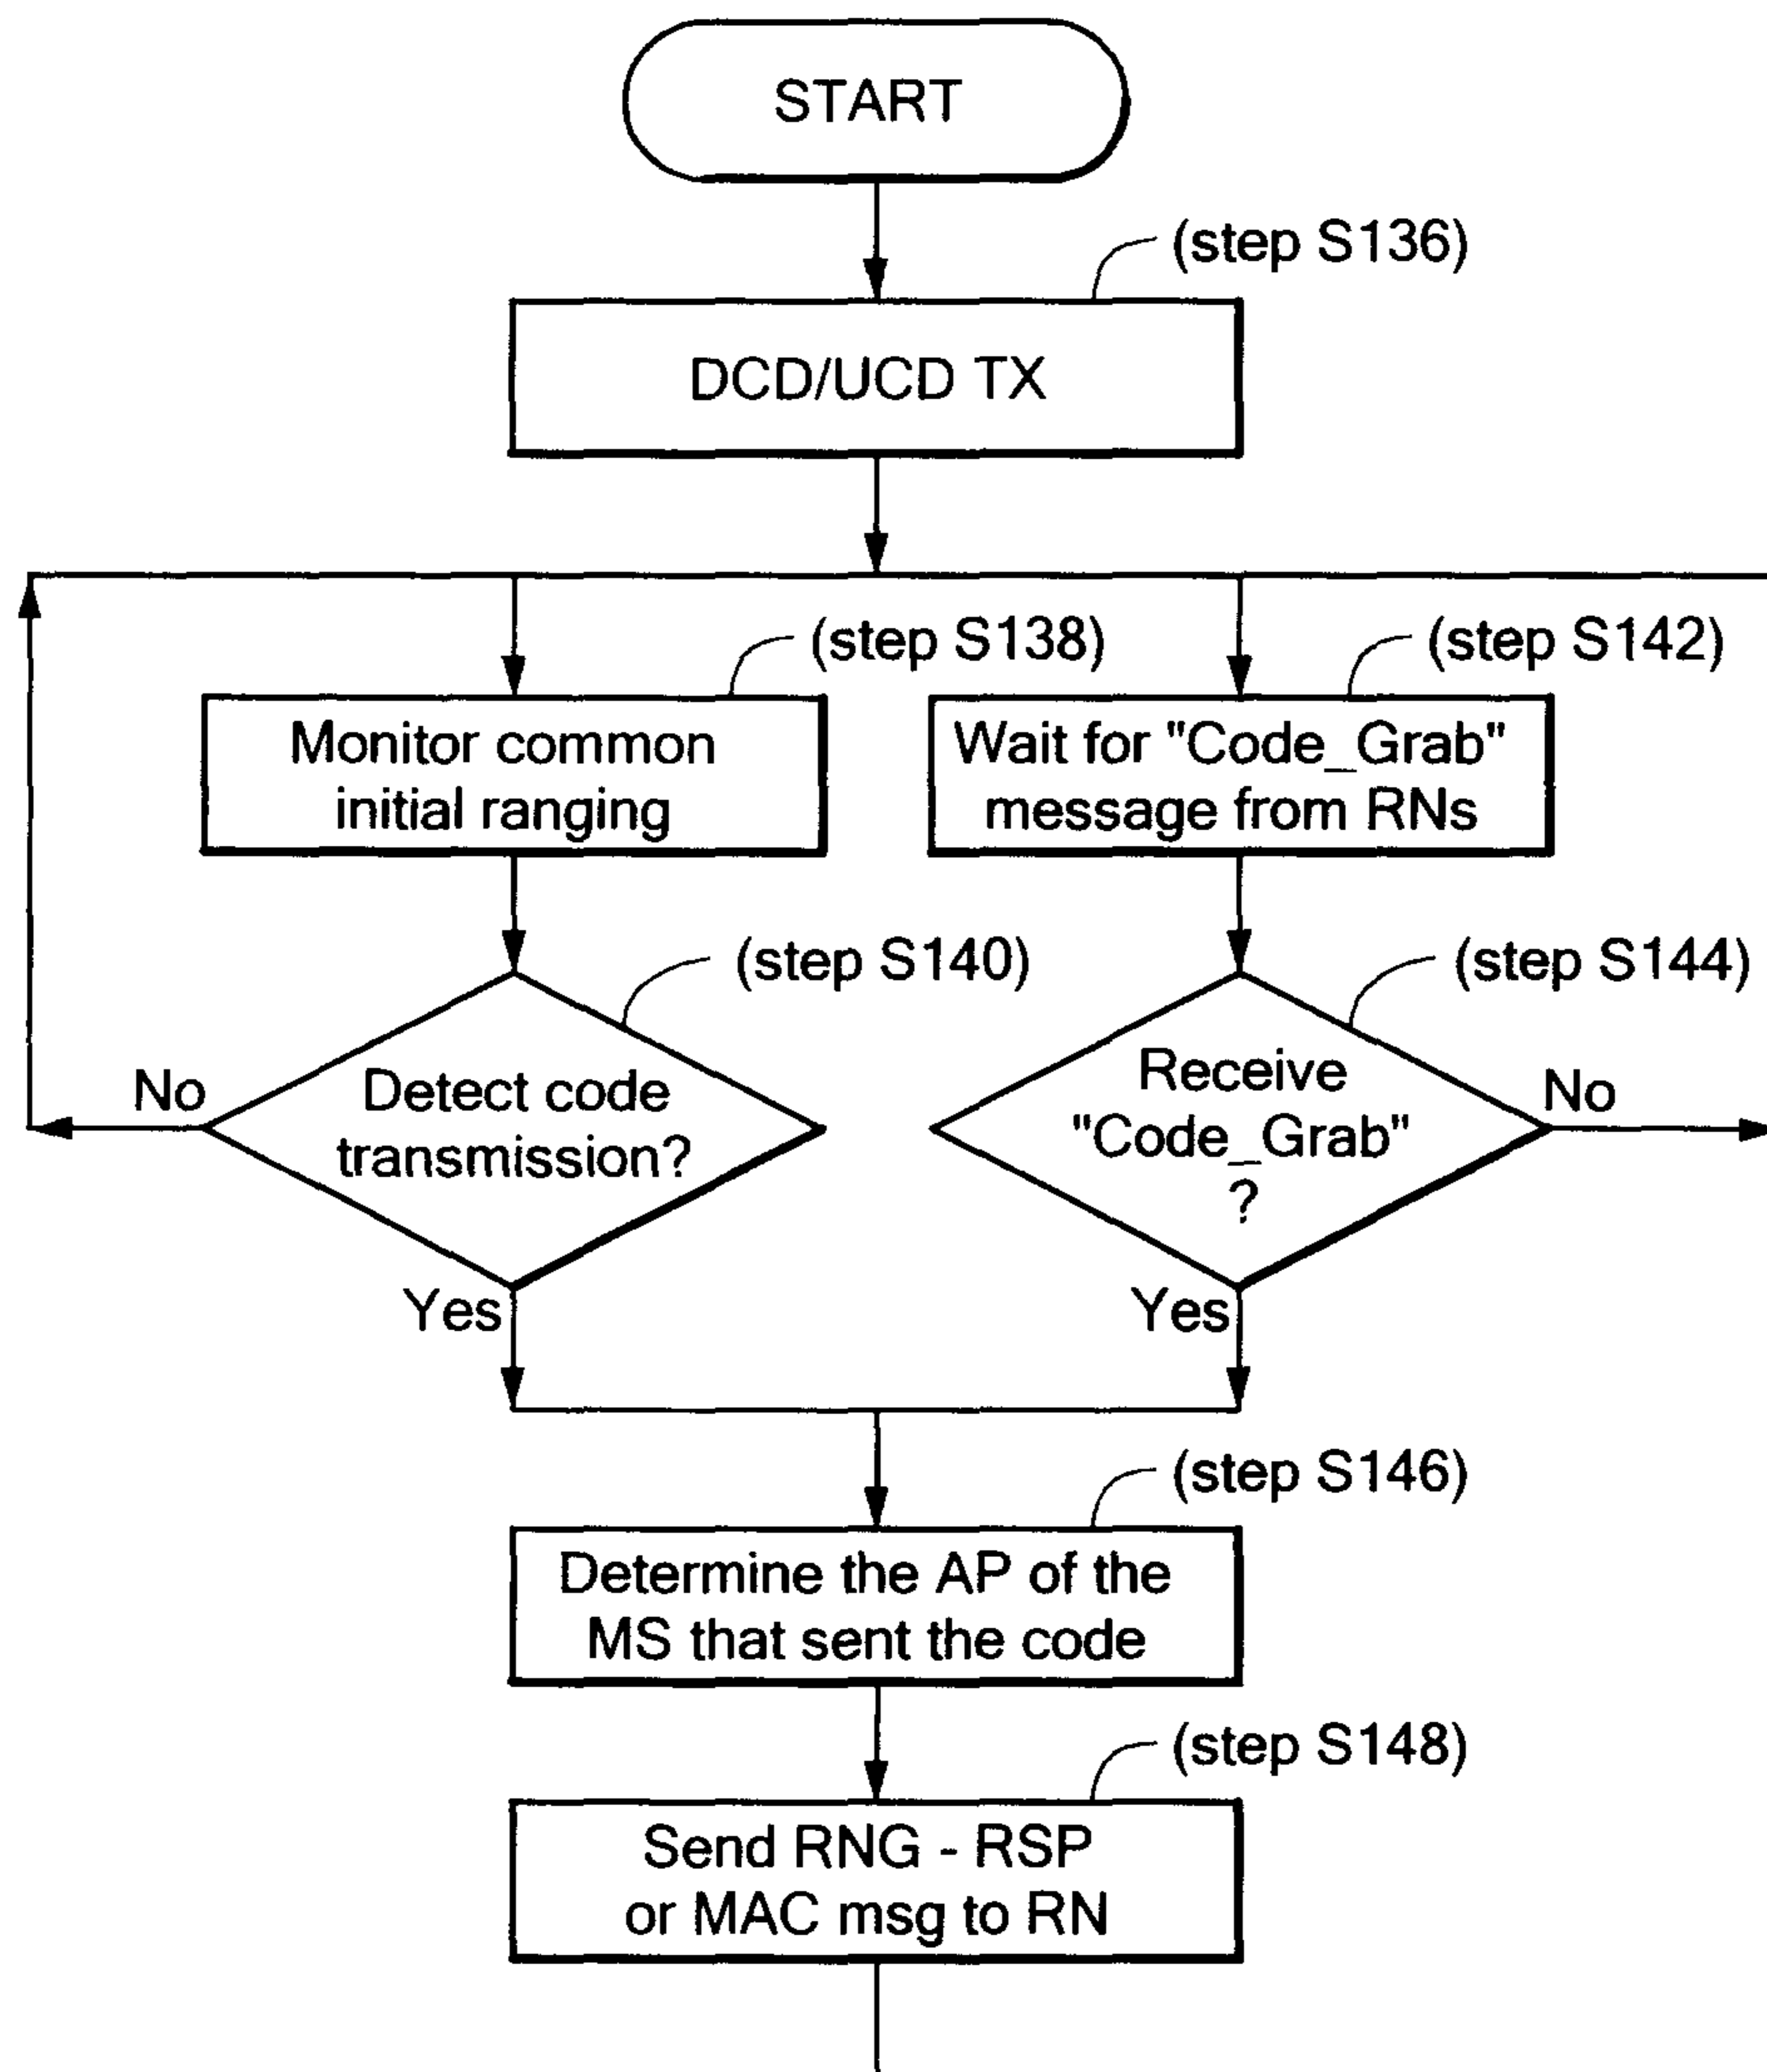 START
(step S136)
DCD/UCD TX
(step S138)
(step S142)
Monitor common
initial ranging
Wait for "Code_Grab"
message from RNs
(step S140)
(step S144)
No
Detect code
transmission?
Receive
"Code_Grab"
?
No
Yes
Yes
(step S146)
Determine the AP of the
MS that sent the code
(step S148)
Send RNG - RSP
or MAC msg to RN